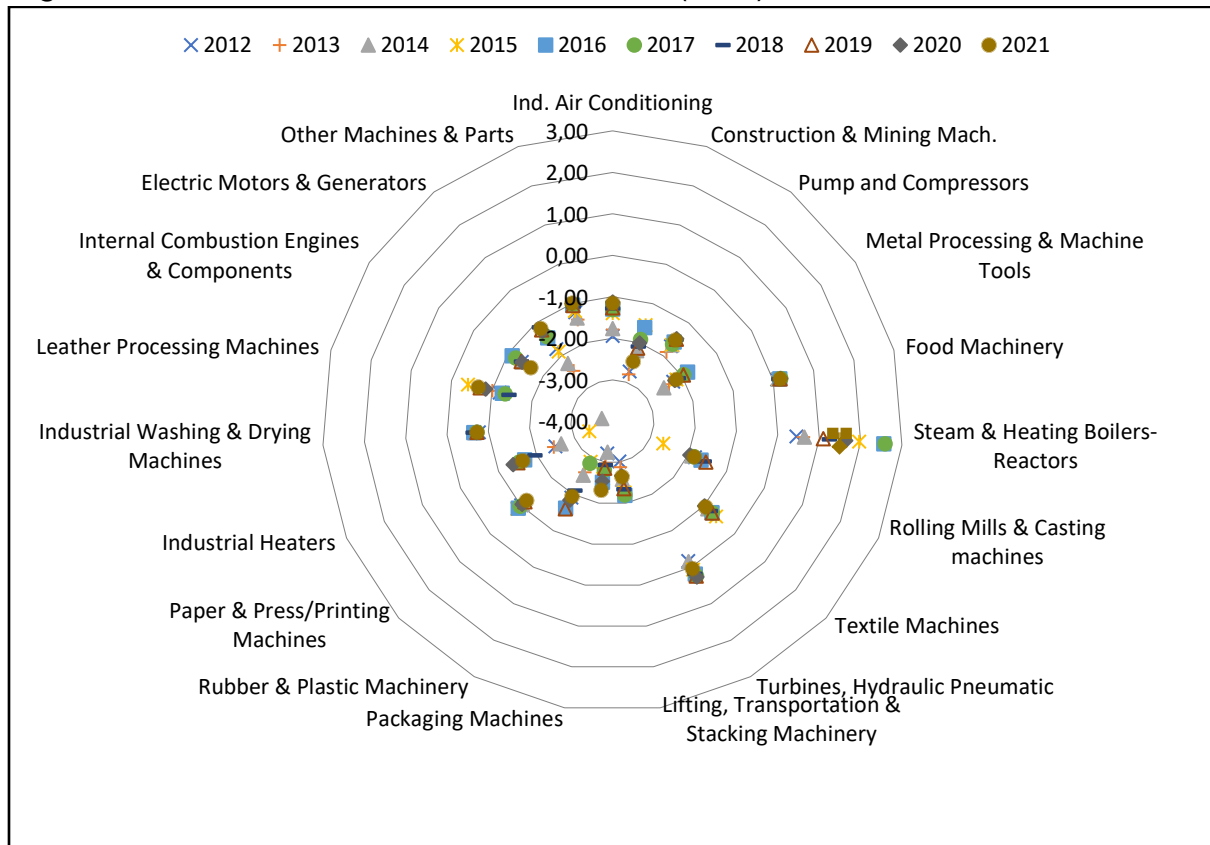 2012 2013 2014 2015 2016 2017 2018 2019 2020 2021
Ind. Air Conditioning
Other Machines & Parts
3,00
Construction & Mining Mach.
2,00
Electric Motors & Generators
Pump and Compressors
1,00
Internal Combustion Engines
& Components
Metal Processing & Machine
Tools
0,00
-1,00
Leather Processing Machines
Food Machinery
-2,00
-3,00
-4,00
Industrial Washing & Drying
Machines
Steam & Heating Boilers-
Reactors
Industrial Heaters
Rolling Mills & Casting
machines
Paper & Press/Printing
Machines
Textile Machines
Rubber & Plastic Machinery
Turbines, Hydraulic Pneumatic
Packaging Machines
Lifting, Transportation &
Stacking Machinery